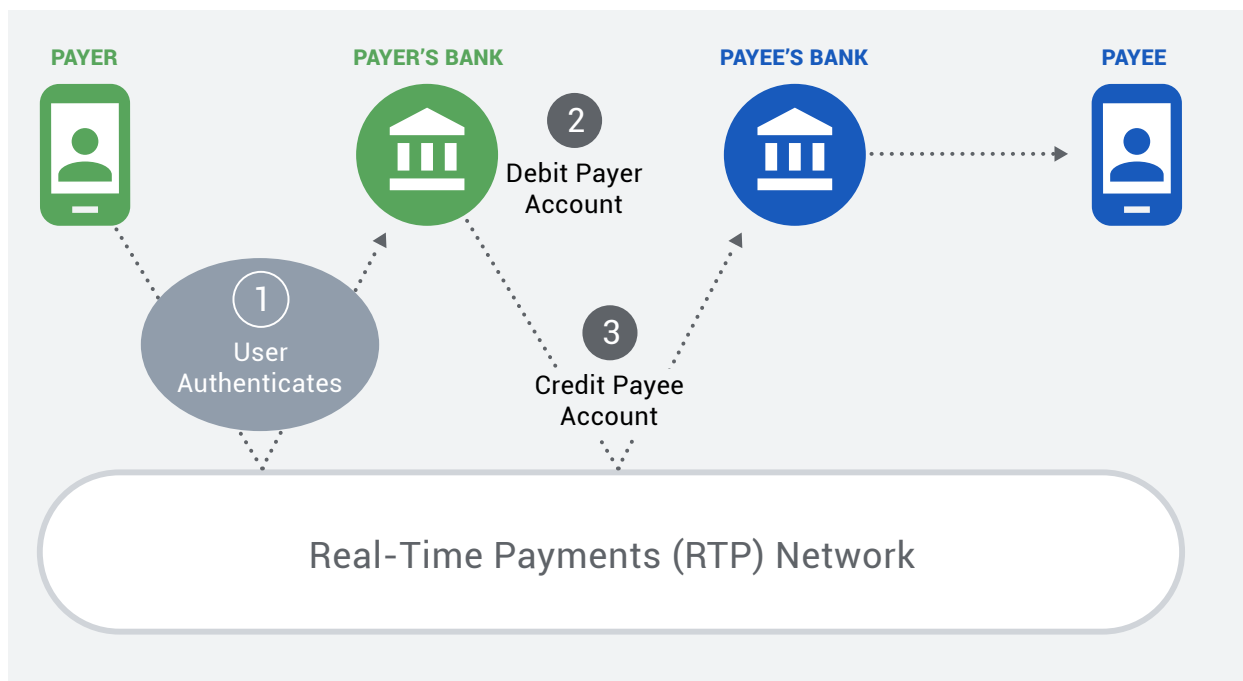 PAYER
PAYER'S BANK
PAYEE'S BANK
PAYEE
2
Debit Payer
Account
1
User
Authenticates
3
Credit Payee
Account
Real-Time Payments (RTP) Network